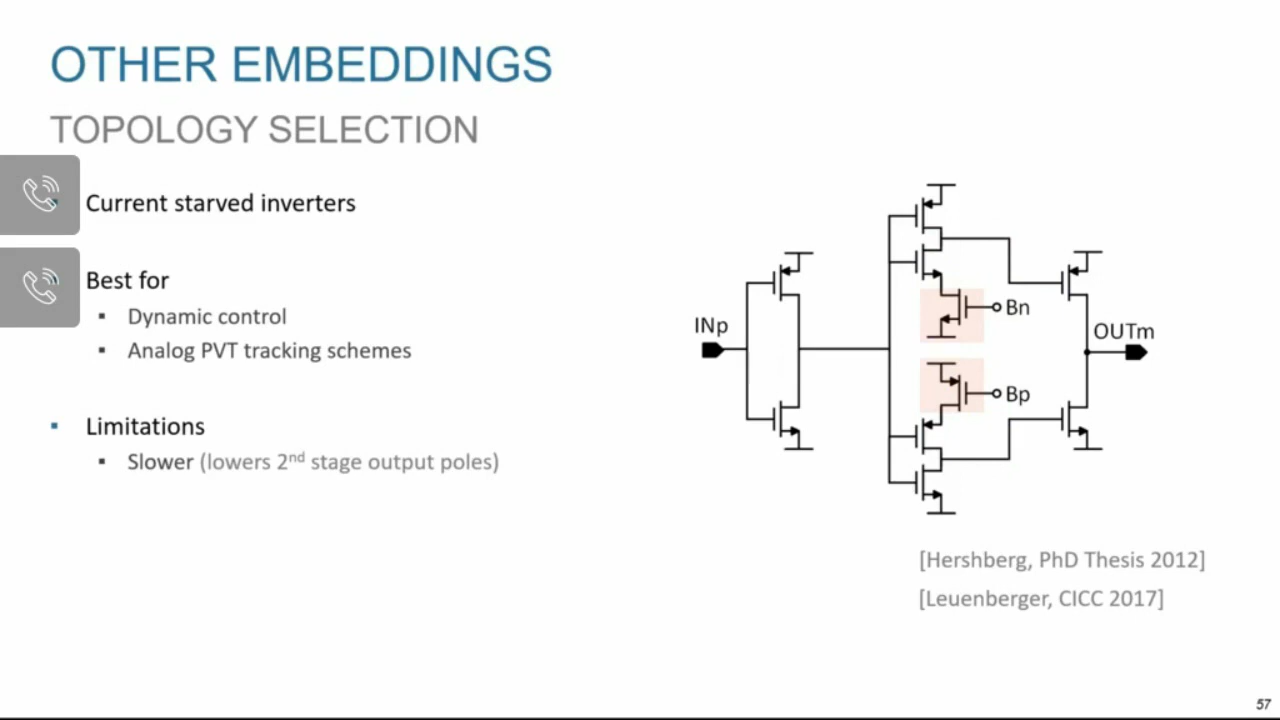 OTHER EMBEDDINGS
TOPOLOGY SELECTION
Current starved inverters
Best for
▪ Dynamic control
▪ Analog PVT tracking schemes
▪ Limitations
▪ Slower (lowers 2nd stage output poles)
INp
Bn
OUTm
Bp
[Hershberg, PhD Thesis 2012]
[Leuenberger, CICC 2017]
57